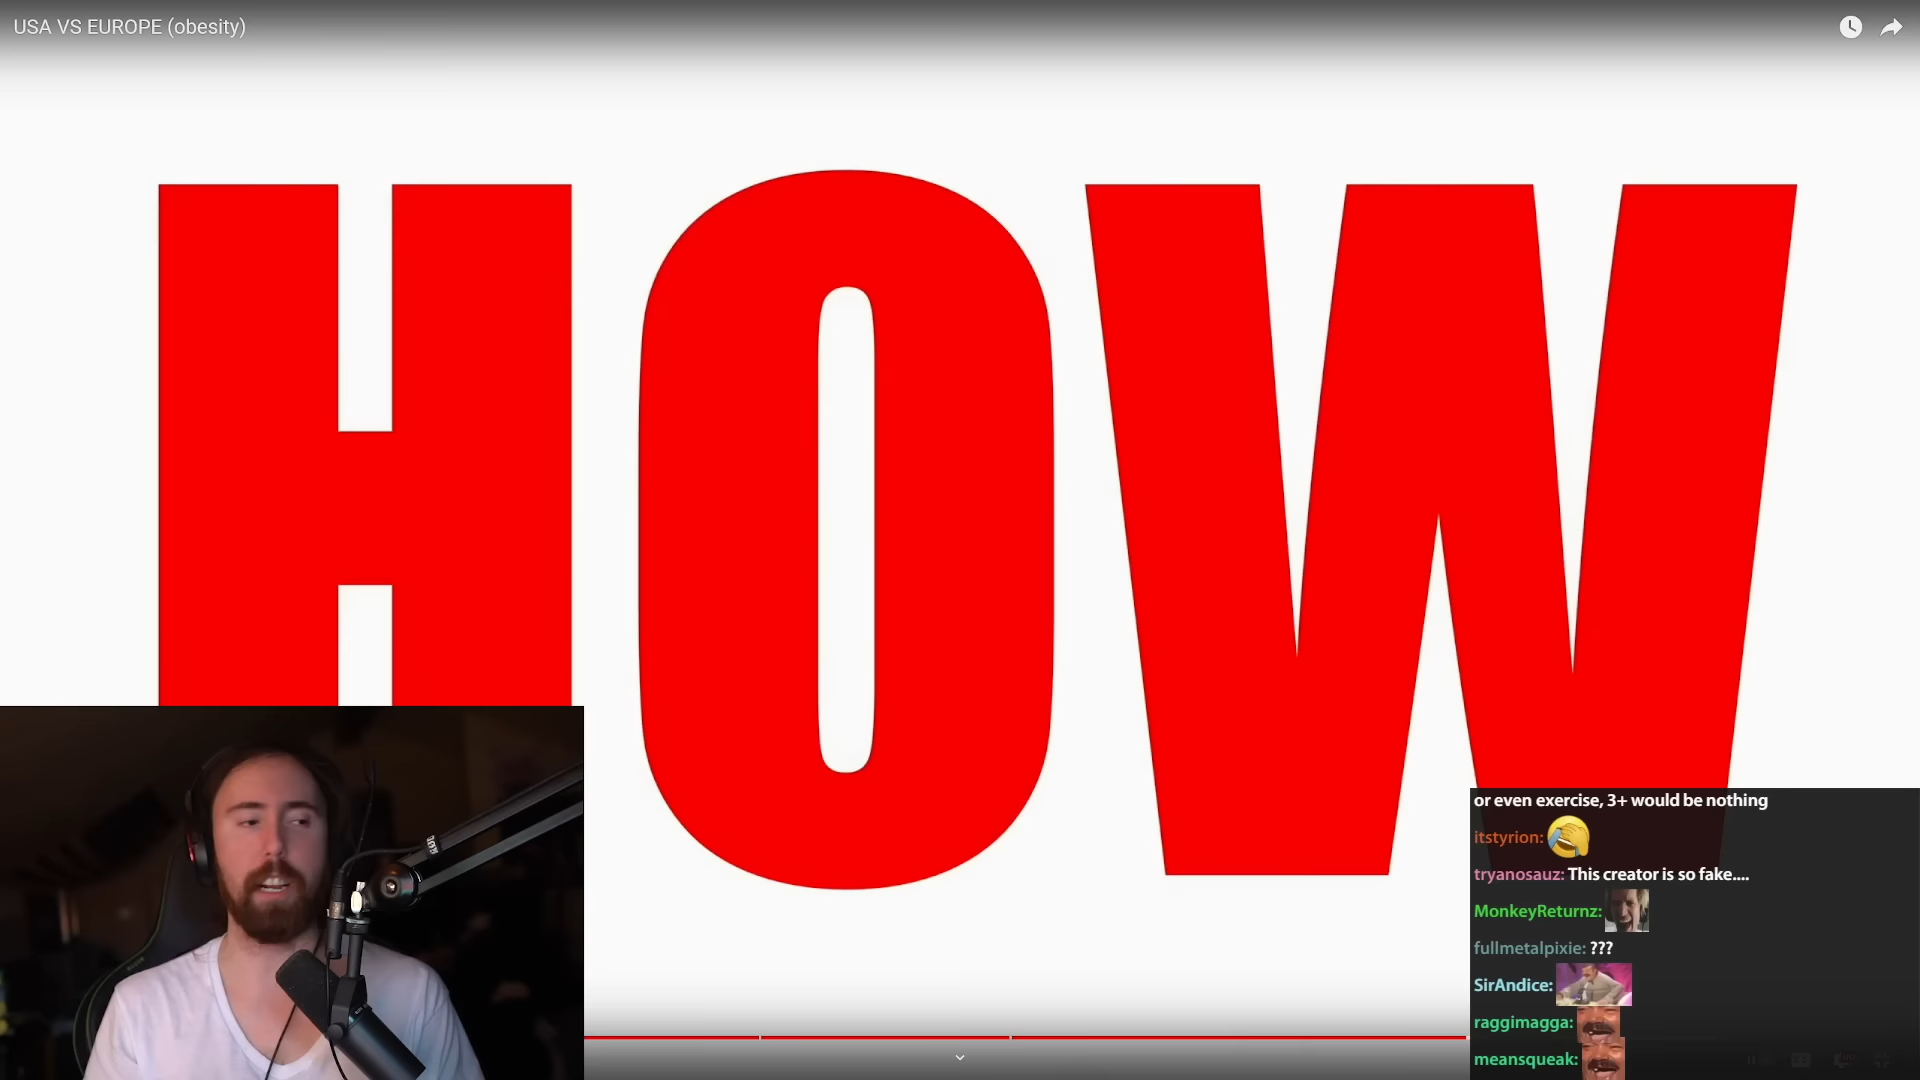 USA VS EUROPE (obesity)
HOW
or even exercise, 3+ would be nothing
itstyrion:
tryanosauz: This creator is so fake....
MonkeyReturnz:
fullmetalpixie: ???
SirAndice:
raggimagga:
meansqueak: